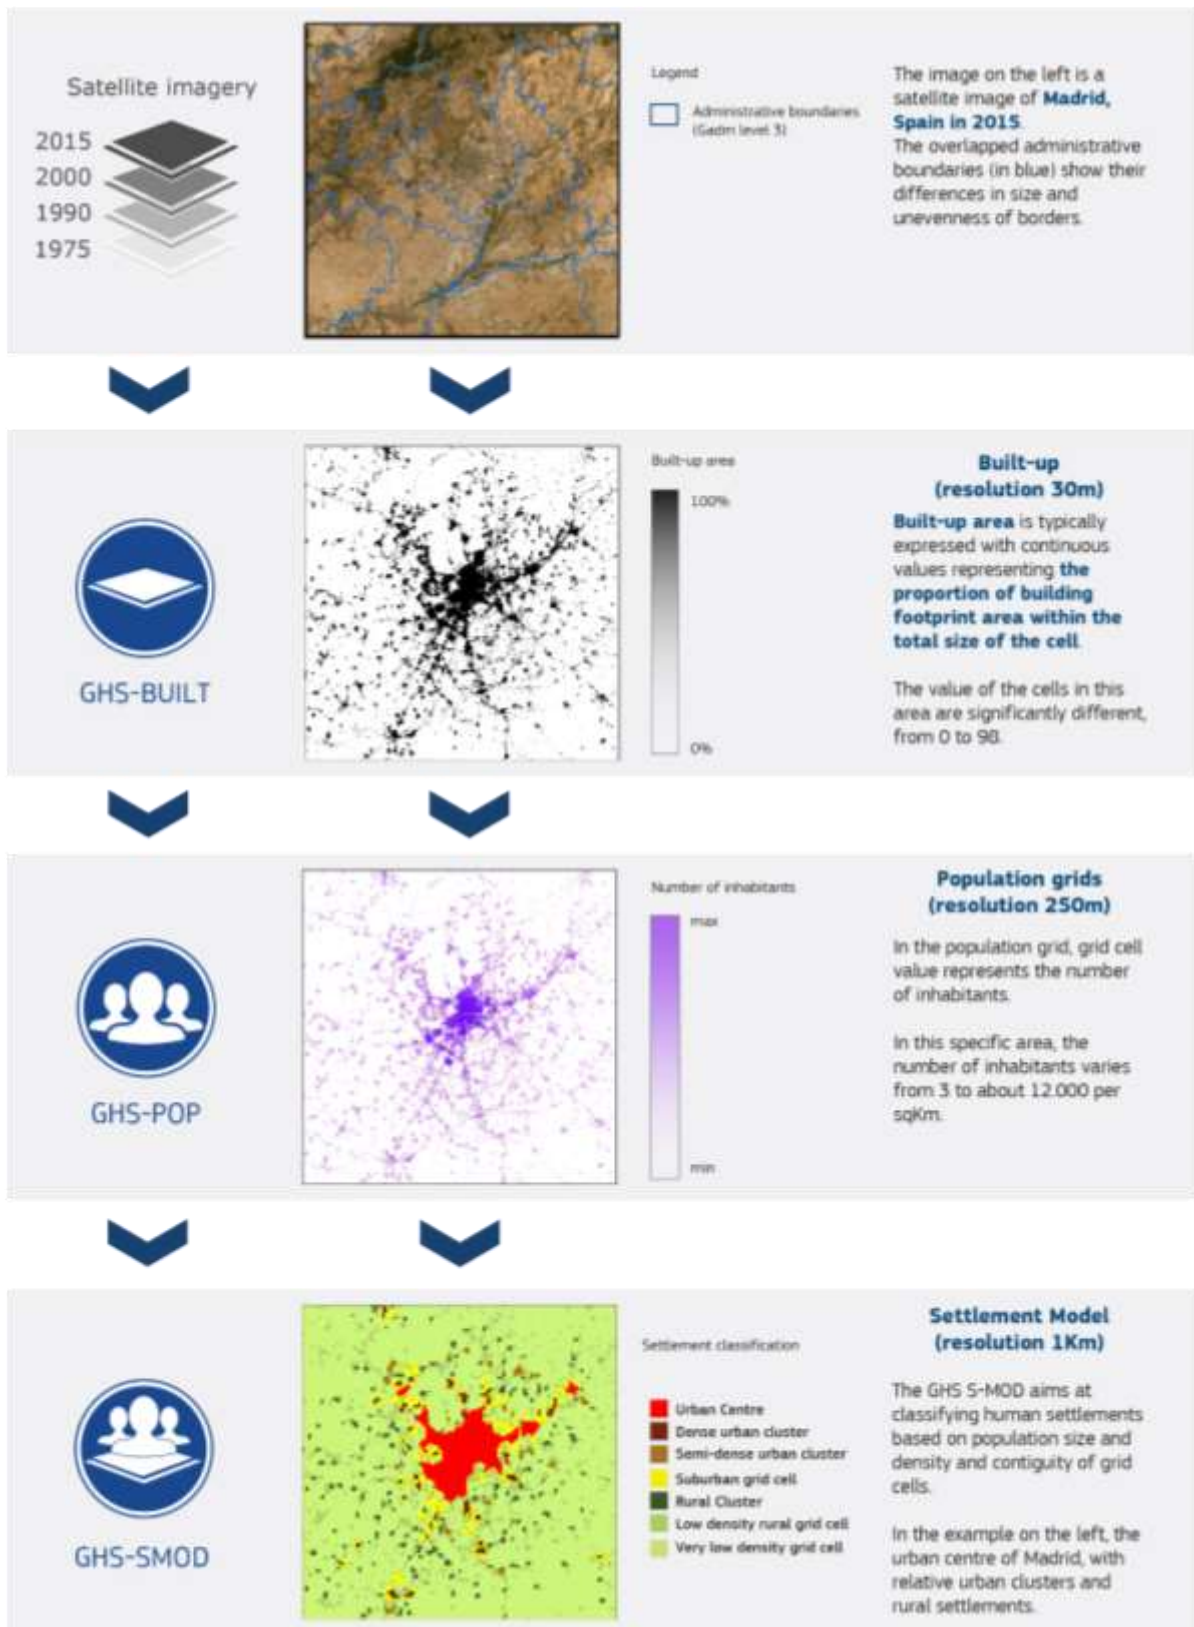 Satellite imagery
2015
2000
1990
1975
Legend
Administrative boundaries
(Gadm level 3)
The image on the left is a
satellite image of Madrid,
Spain in 2015.
The overlapped administrative
boundaries (in blue) show their
differences in size and
unevenness of borders.
GHS-BUILT
Built-up area
100%
0%
Built-up
(resolution 30m)
Built-up area is typically
expressed with continuous
values representing the
proportion of building
footprint area within the
total size of the cell.
The value of the cells in this
area are significantly different,
from 0 to 98.
GHS-POP
Number of inhabitants
max
min
Population grids
(resolution 250m)
In the population grid, grid cell
value represents the number
of inhabitants.
In this specific area, the
number of inhabitants varies
from 3 to about 12.000 per
sqKm.
GHS-SMOD
Settlement classification
Urban Centre
Dense urban cluster
Semi-dense urban cluster
Suburban grid cell
Rural Cluster
Low density rural grid cell
Very low density grid cell
Settlement Model
(resolution 1Km)
The GHS S-MOD aims at
classifying human settlements
based on population size and
density and contiguity of grid
cells.
In the example on the left, the
urban centre of Madrid, with
relative urban clusters and
rural settlements.